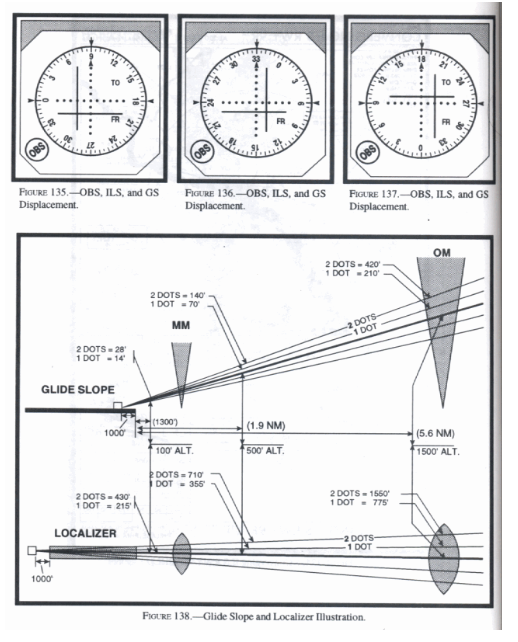 9
12
15
18
21
24
27
30
33
0
3
6
TO
FR
OBS
33
0
3
6
9
12
15
18
21
24
27
30
FR
OBS
18
21
24
27
30
33
0
3
6
9
12
15
TO
FR
OBS
FIGURE 135.—OBS, ILS, and GS
Displacement.
FIGURE 136.—OBS, ILS, and GS
Displacement.
FIGURE 137.—OBS, ILS, and GS
Displacement.
OM
2 DOTS = 420'
1 DOT = 210'
2 DOTS = 140'
1 DOT = 70'
MM
2 DOTS
1 DOT
2 DOTS = 28'
1 DOT = 14'
GLIDE SLOPE
1000'
(1300')
(1.9 NM)
(5.6 NM)
100' ALT.
500' ALT.
1500' ALT.
2 DOTS = 710'
1 DOT = 355'
2 DOTS = 430'
1 DOT = 215'
2 DOTS = 1550'
1 DOT = 775'
LOCALIZER
2 DOTS
1 DOT
1000'
FIGURE 138.—Glide Slope and Localizer Illustration.